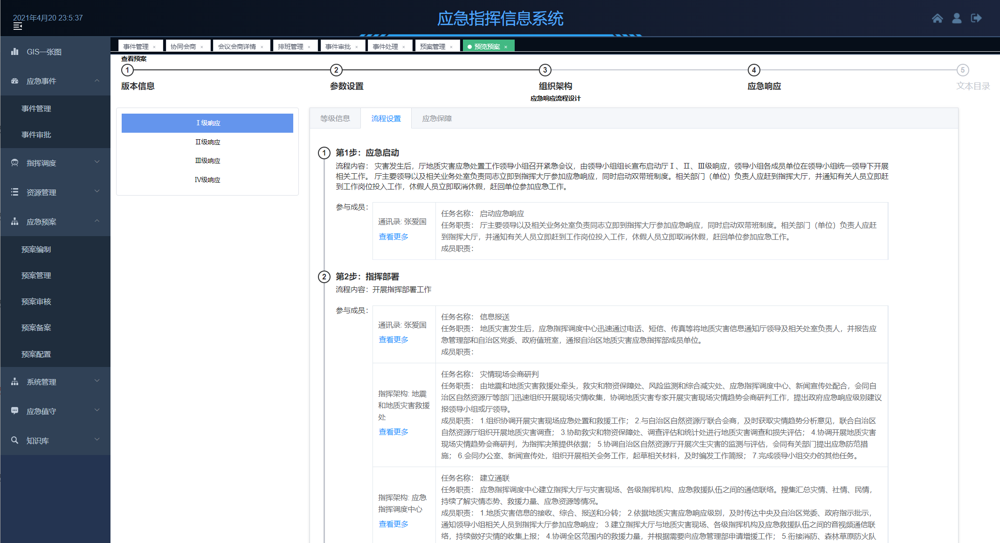 2021年4月20 23:5:37
应急指挥信息系统
GIS一张图
应急事件
事件管理
事件审批
指挥调度
资源管理
应急预案
预案编制
预案管理
预案审核
预案备案
预案配置
系统管理
应急值守
知识库
事件管理 ×
协同会商 ×
会议会商详情 ×
排班管理 ×
事件审批 ×
事件处理 ×
预案管理 ×
预览预案 ×
查看预案
1
2
3
4
5
版本信息
参数设置
组织架构
应急响应
文本目录
应急响应流程设计
Ⅰ级响应
Ⅱ级响应
Ⅲ级响应
Ⅳ级响应
等级信息
流程设置
应急保障
1 第1步：应急启动
流程内容： 灾害发生后，厅地质灾害应急处置工作领导小组召开紧急会议，由领导小组组长宣布启动厅Ⅰ、Ⅱ、Ⅲ级响应，领导小组各成员单位在领导小组统一领导下开展
相关工作。 厅主要领导以及相关业务处室负责同志立即到指挥大厅参加应急响应，同时启动双带班制度。相关部门（单位）负责人应赶到指挥大厅，并通知有关人员立即赶
到工作岗位投入工作，休假人员立即取消休假，赶回单位参加应急工作。
参与成员：
通讯录: 张爱国
查看更多
任务名称： 启动应急响应
任务职责： 厅主要领导以及相关业务处室负责同志立即到指挥大厅参加应急响应，同时启动双带班制度。相关部门（单位）负责人应赶
到指挥大厅，并通知有关人员立即赶到工作岗位投入工作，休假人员立即取消休假，赶回单位参加应急工作。
成员职责：
2 第2步：指挥部署
流程内容：开展指挥部署工作
参与成员：
通讯录: 张爱国
查看更多
任务名称： 信息报送
任务职责： 地质灾害发生后，应急指挥调度中心迅速通过电话、短信、传真等将地质灾害信息通知厅领导及相关处室负责人，并报告应
急管理部和自治区党委、政府值班室，通报自治区地质灾害应急指挥部成员单位。
成员职责：
指挥架构: 地震
和地质灾害救援
处
查看更多
任务名称： 灾情现场会商研判
任务职责： 由地震和地质灾害救援处牵头，救灾和物资保障处、风险监测和综合减灾处、应急指挥调度中心、新闻宣传处配合，会同自
治区自然资源厅等部门迅速组织开展现场灾情收集，协调地质灾害专家开展灾害现场灾情趋势会商研判工作，提出政府应急响应级别建议
报领导小组或厅领导。
成员职责： 1.组织协调开展灾害现场应急处置和救援工作； 2.与自治区自然资源厅联合会商，及时获取灾情趋势分析意见，联合自治区
自然资源厅组织开展地质灾害调查； 3.协助救灾和物资保障处、调查评估和统计处进行地质灾害调查和损失评估； 4.协调开展地质灾害
现场灾情趋势会商研判，为指挥决策提供依据； 5.协调自治区自然资源厅开展次生灾害的监测与评估，会同有关部门提出应急防范措
施； 6.会同办公室、新闻宣传处，组织开展相关会务工作，起草相关材料，及时编发工作简报； 7.完成领导小组交办的其他任务。
指挥架构: 应急
指挥调度中心
查看更多
任务名称： 建立通联
任务职责： 应急指挥调度中心建立指挥大厅与灾害现场、各级指挥机构、应急救援队伍之间的通信联络。搜集汇总灾情、社情、民情，
持续了解灾情态势、救援力量、应急资源等情况。
成员职责： 1.地质灾害信息的接收、综合、报送和分转； 2.依据地质灾害应急响应级别，及时传达中央及自治区党委、政府指示批示，
通知领导小组相关人员到指挥大厅参加应急响应； 3.建立指挥大厅与地质灾害现场、各级指挥机构及应急救援队伍之间的音视频通信联
络，持续做好灾情的收集上报； 4.协调全区范围内的救援力量，并根据需要向应急管理部申请增援工作； 5.衔接消防、森林草原防火队